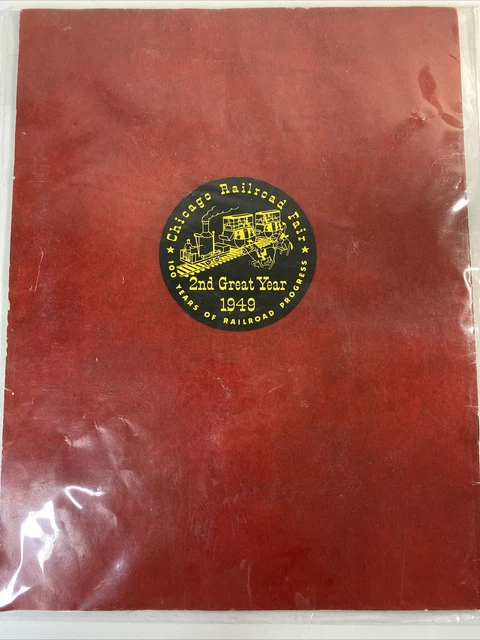 Chicago Railroad Fair
2nd Great Year
1949
100 YEARS OF RAILROAD PROGRESS